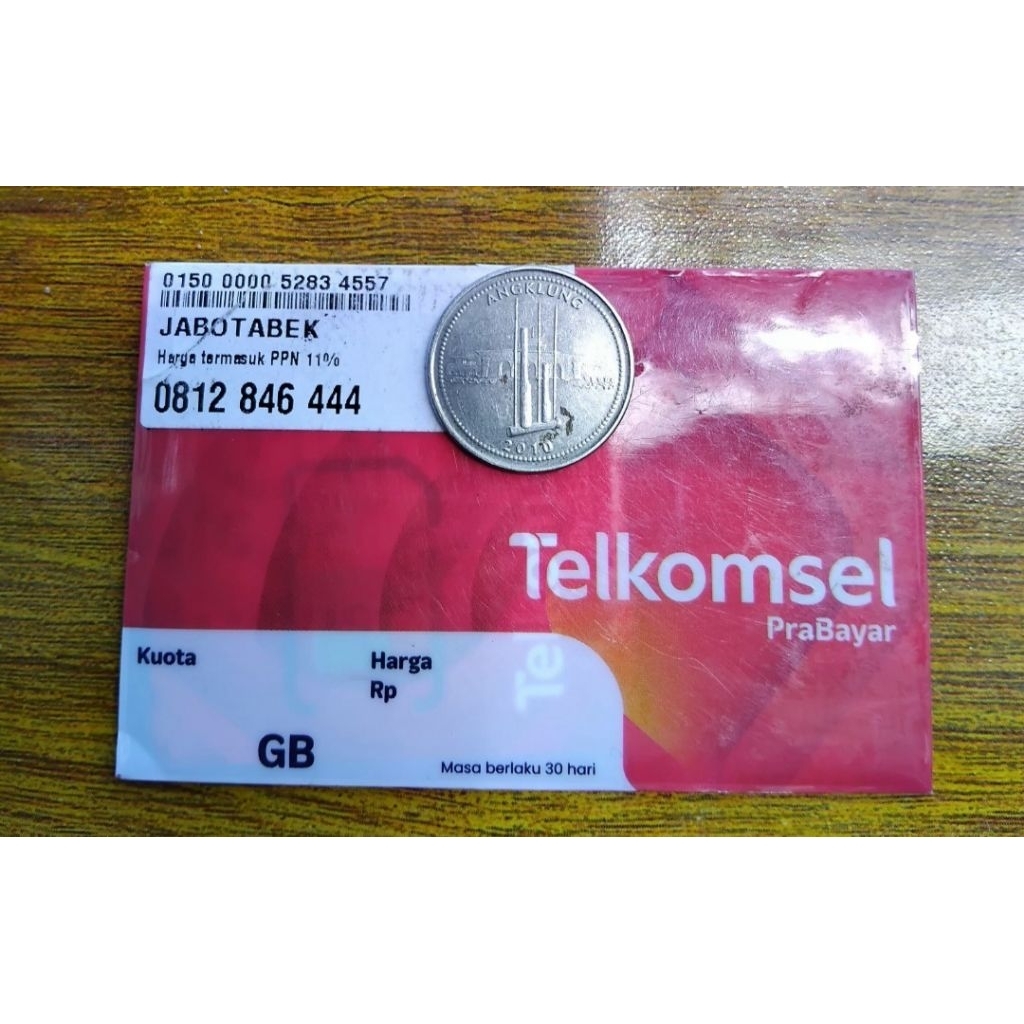 0150 0000 5283 4557
JABOTABEK
Harga termasuk PPN 11%
0812 846 444
ANGKLUNG
2010
Telkomsel
PraBayar
Kuota
Harga
Rp
Te
GB
Masa berlaku 30 hari